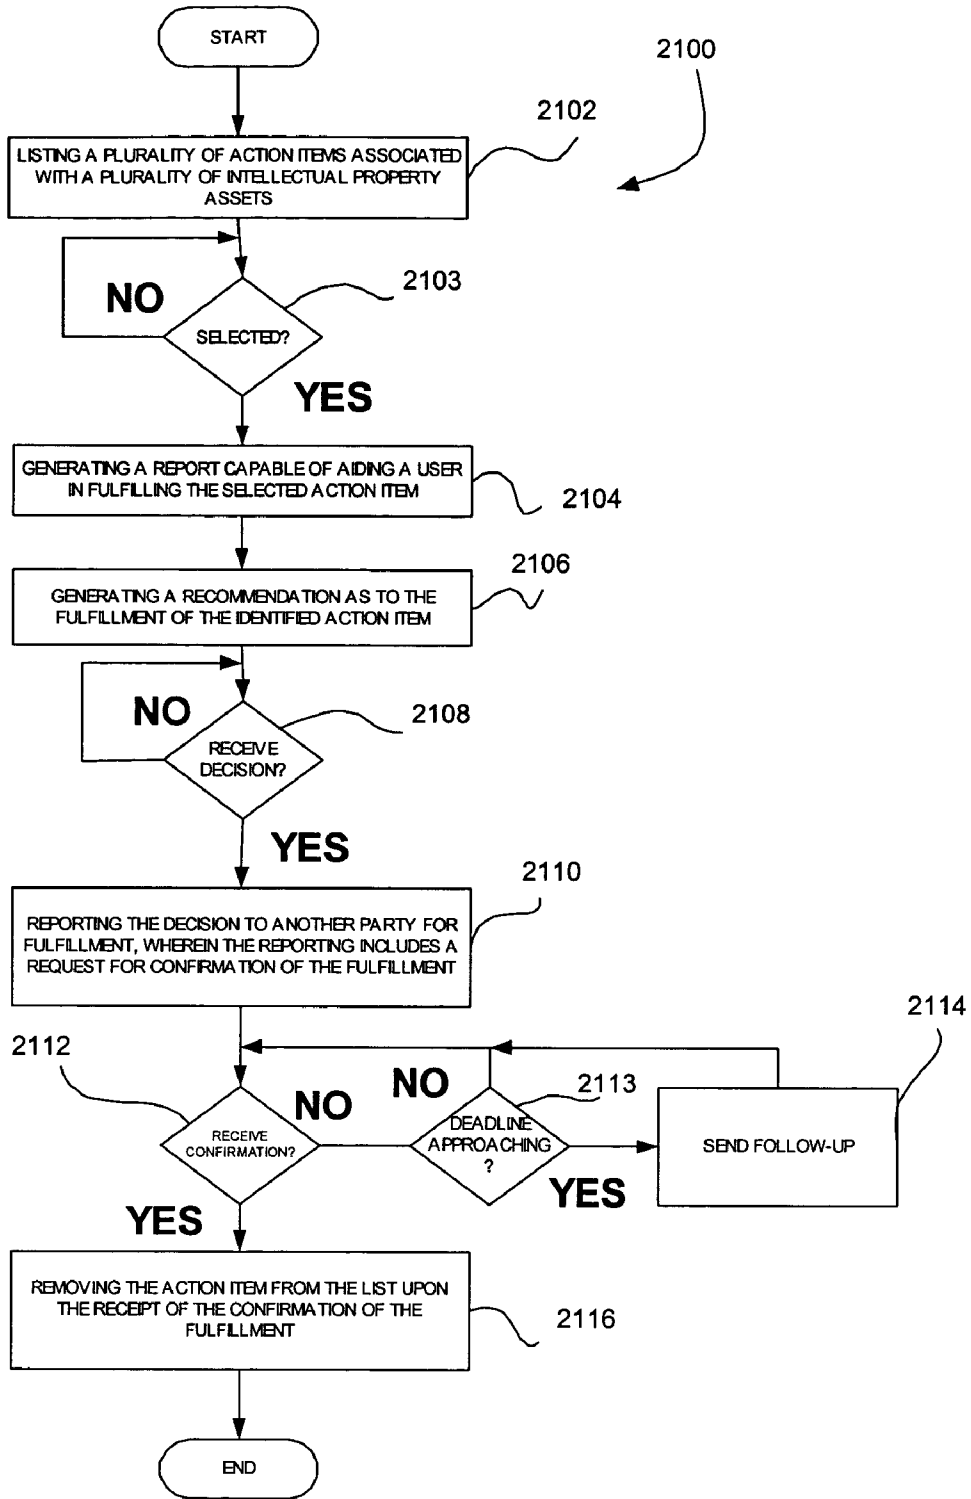 START
2100
2102
LISTING A PLURALITY OF ACTION ITEMS ASSOCIATED
WITH A PLURALITY OF INTELLECTUAL PROPERTY
ASSETS
2103
NO
SELECTED?
YES
GENERATING A REPORT CAPABLE OF AIDING A USER
IN FULFILLING THE SELECTED ACTION ITEM
2104
2106
GENERATING A RECOMMENDATION AS TO THE
FULFILLMENT OF THE IDENTIFIED ACTION ITEM
NO
2108
RECEIVE
DECISION?
YES
2110
REPORTING THE DECISION TO ANOTHER PARTY FOR
FULFILLMENT, WHEREIN THE REPORTING INCLUDES A
REQUEST FOR CONFIRMATION OF THE FULFILLMENT
2114
2112
NO
NO
2113
RECEIVE
CONFIRMATION?
DEADLINE
APPROACHING
?
SEND FOLLOW-UP
YES
YES
REMOVING THE ACTION ITEM FROM THE LIST UPON
THE RECEIPT OF THE CONFIRMATION OF THE
FULFILLMENT
2116
END